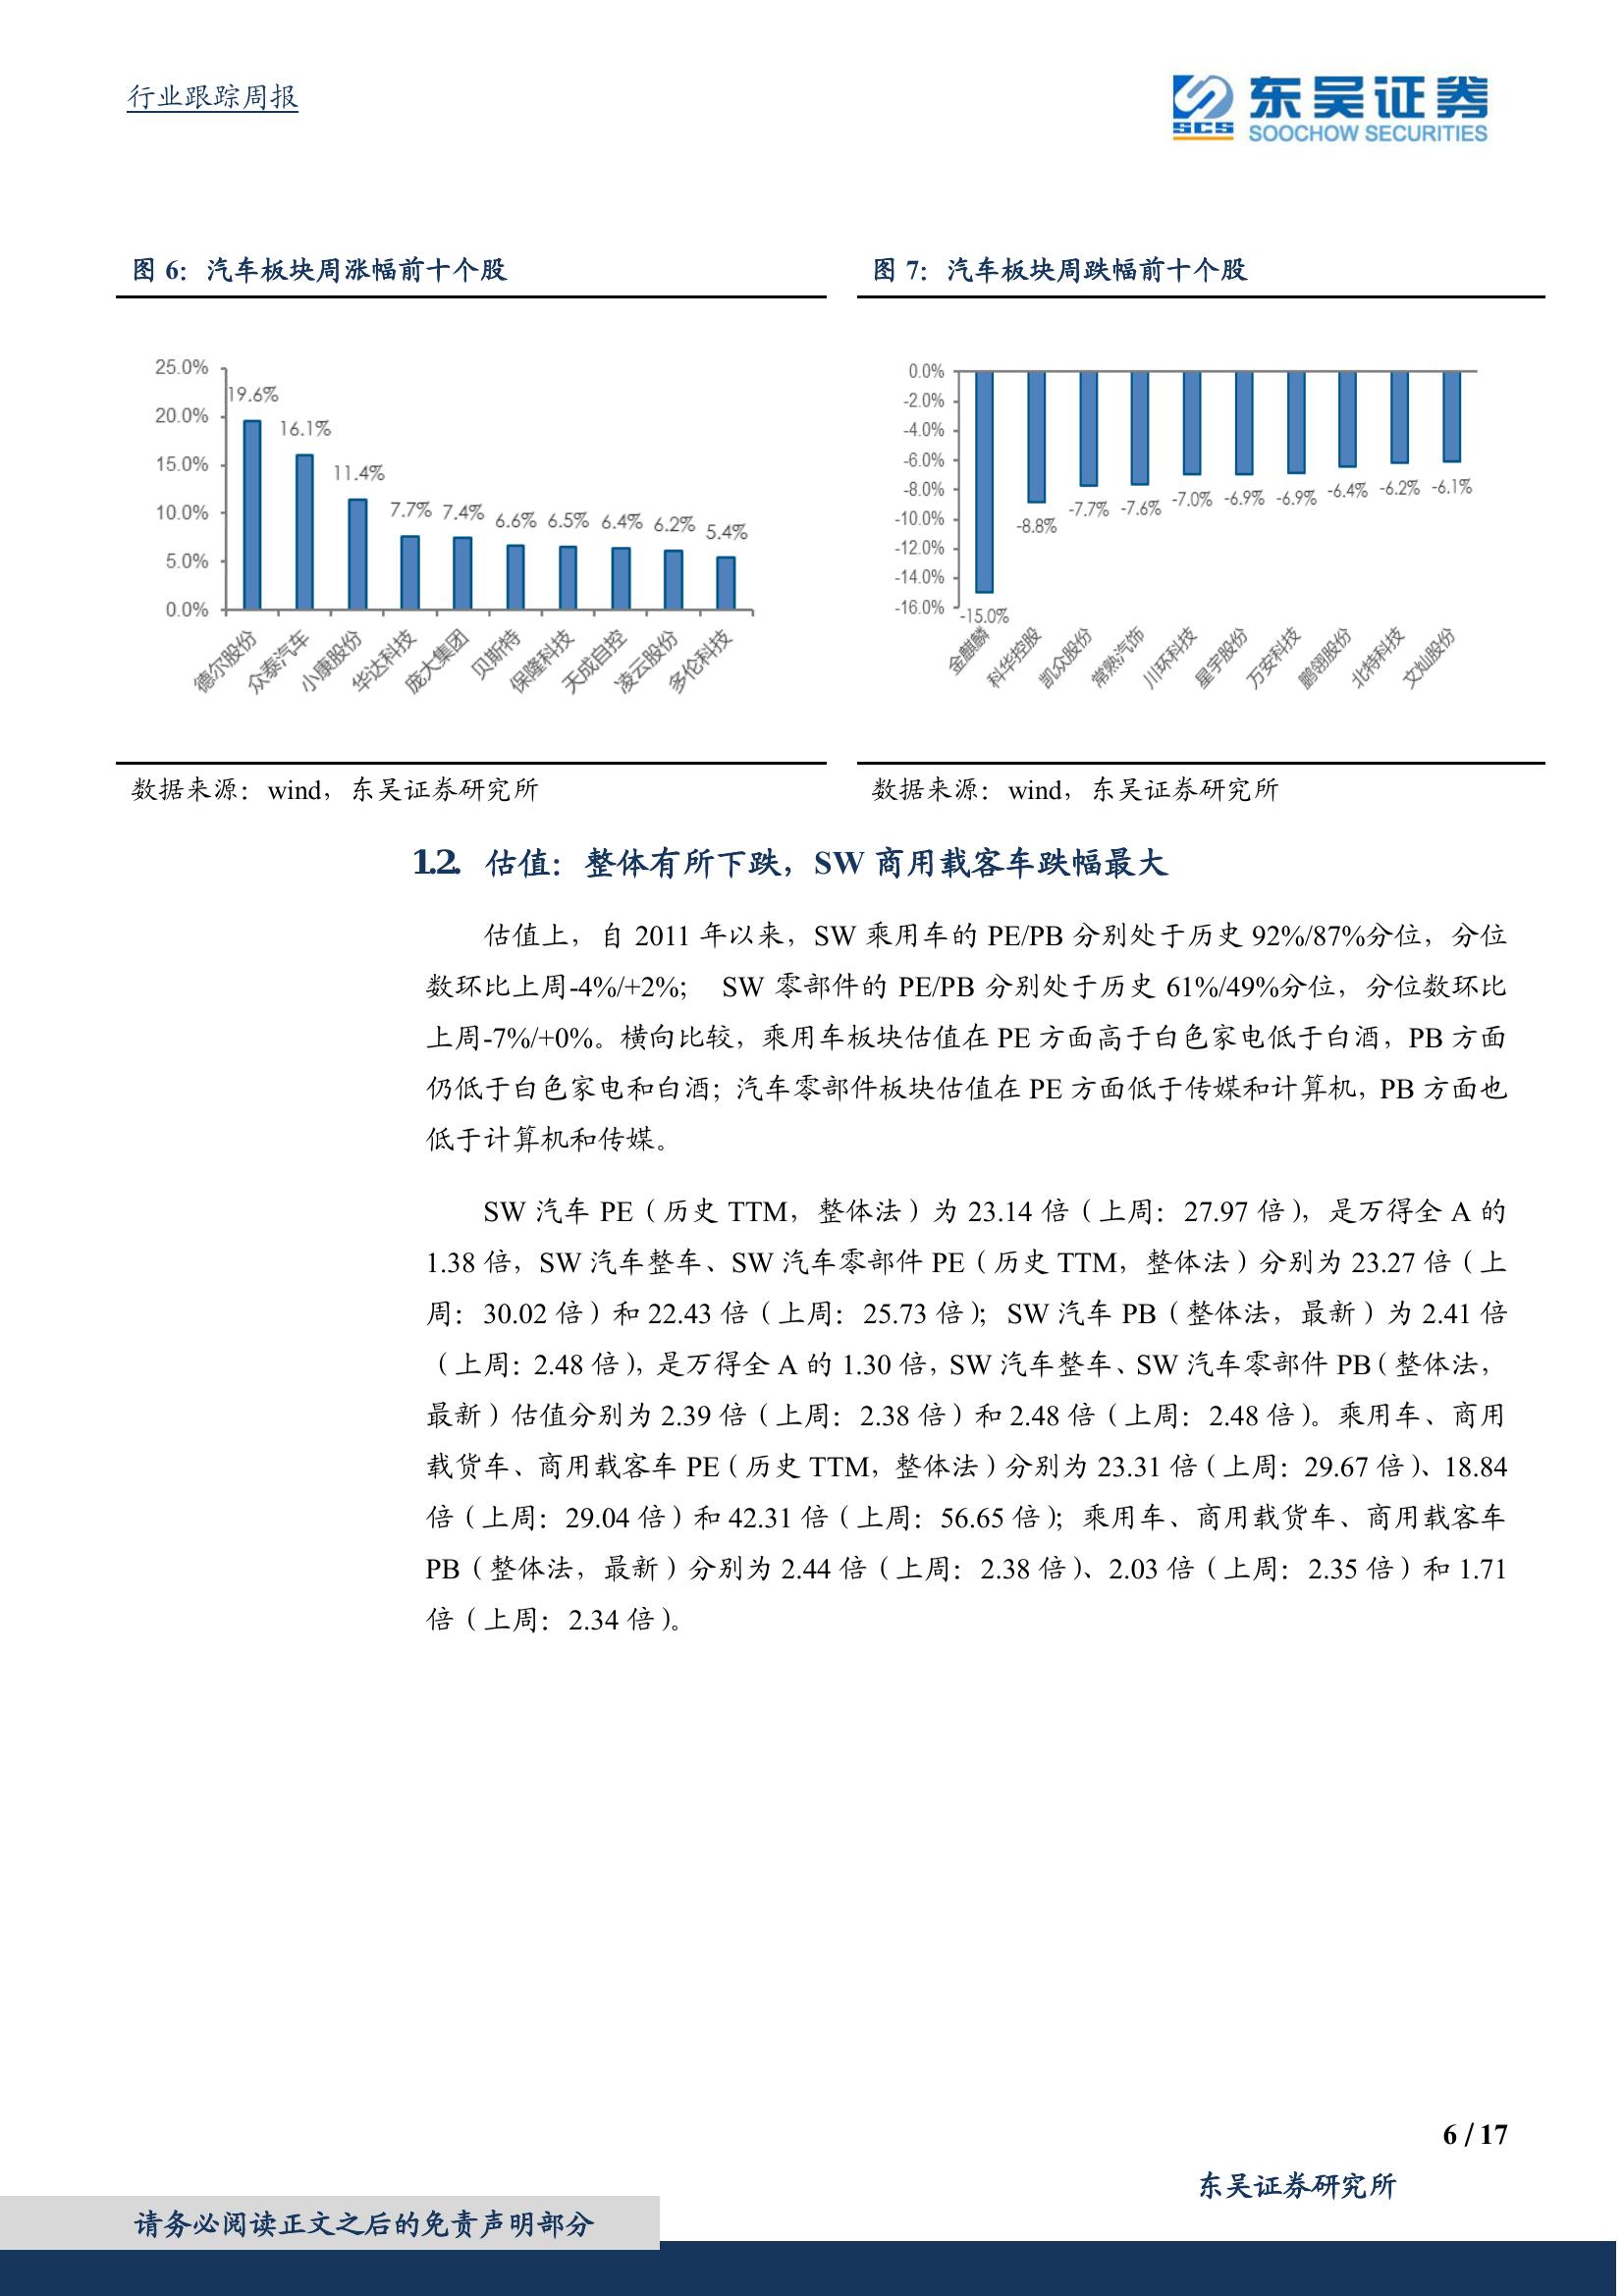 行业跟踪周报
东吴证券
SCS
SOOCHOW SECURITIES
图 6：汽车板块周涨幅前十个股
25.0%
20.0%
15.0%
10.0%
5.0%
0.0%
19.6%
16.1%
11.4%
7.7%
7.4%
6.6%
6.5%
6.4%
6.2%
5.4%
德尔股份
众泰汽车
小康股份
华达科技
庞大集团
贝斯特
保隆科技
天成自控
凌云股份
多伦科技
数据来源：wind，东吴证券研究所
图 7：汽车板块周跌幅前十个股
0.0%
-2.0%
-4.0%
-6.0%
-8.0%
-10.0%
-12.0%
-14.0%
-16.0%
-15.0%
-8.8%
-7.7%
-7.6%
-7.0%
-6.9%
-6.9%
-6.4%
-6.2%
-6.1%
金麒麟
科华控股
凯众股份
常熟汽饰
川环科技
星宇股份
万安科技
鹏翎股份
北特科技
文灿股份
数据来源：wind，东吴证券研究所
1.2. 估值：整体有所下跌，SW 商用载客车跌幅最大
估值上，自 2011 年以来，SW 乘用车的 PE/PB 分别处于历史 92%/87%分位，分位
数环比上周-4%/+2%； SW 零部件的 PE/PB 分别处于历史 61%/49%分位，分位数环比
上周-7%/+0%。横向比较，乘用车板块估值在 PE 方面高于白色家电低于白酒，PB 方面
仍低于白色家电和白酒；汽车零部件板块估值在 PE 方面低于传媒和计算机，PB 方面也
低于计算机和传媒。
SW 汽车 PE（历史 TTM，整体法）为 23.14 倍（上周：27.97 倍），是万得全 A 的
1.38 倍，SW 汽车整车、SW 汽车零部件 PE（历史 TTM，整体法）分别为 23.27 倍（上
周：30.02 倍）和 22.43 倍（上周：25.73 倍）；SW 汽车 PB（整体法，最新）为 2.41 倍
（上周：2.48 倍），是万得全 A 的 1.30 倍，SW 汽车整车、SW 汽车零部件 PB（整体法，
最新）估值分别为 2.39 倍（上周：2.38 倍）和 2.48 倍（上周：2.48 倍）。乘用车、商用
载货车、商用载客车 PE（历史 TTM，整体法）分别为 23.31 倍（上周：29.67 倍）、18.84
倍（上周：29.04 倍）和 42.31 倍（上周：56.65 倍）；乘用车、商用载货车、商用载客车
PB（整体法，最新）分别为 2.44 倍（上周：2.38 倍）、2.03 倍（上周：2.35 倍）和 1.71
倍（上周：2.34 倍）。
6 / 17
东吴证券研究所
请务必阅读正文之后的免责声明部分